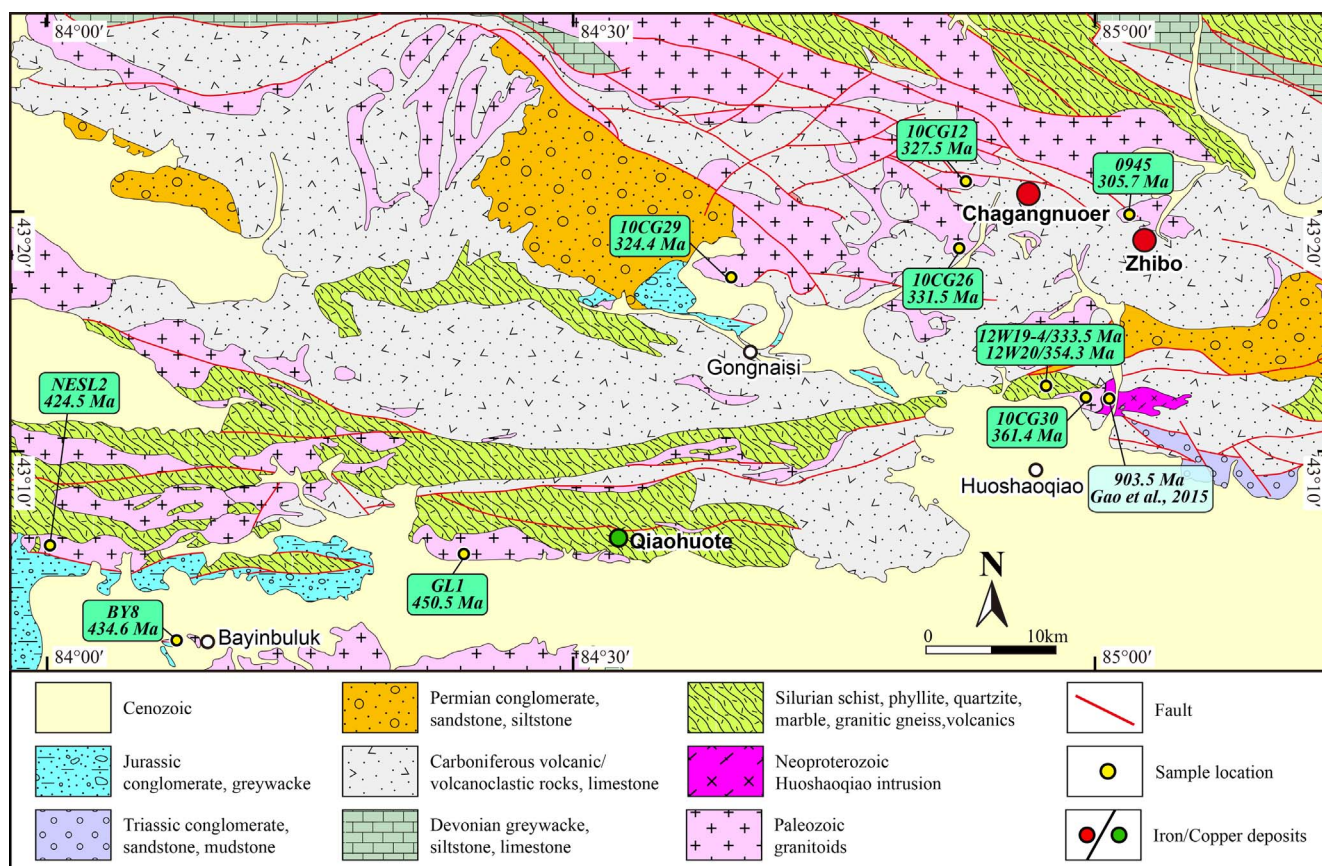 84°00′
84°30′
85°00′
10CG12
327.5 Ma
0945
305.7 Ma
Chagangnuoer
43°20′
43°20′
10CG29
324.4 Ma
Zhibo
10CG26
331.5 Ma
12W19-4/333.5 Ma
12W20/354.3 Ma
Gongnaisi
NESL2
424.5 Ma
10CG30
361.4 Ma
43°10′
43°10′
Huoshaoqiao
903.5 Ma
Gao et al., 2015
Qiaohuote
GL1
450.5 Ma
N
BY8
434.6 Ma
Bayinbuluk
0
10km
84°00′
84°30′
85°00′
Cenozoic
Permian conglomerate,
sandstone, siltstone
Silurian schist, phyllite, quartzite,
marble, granitic gneiss,volcanics
Fault
Jurassic
conglomerate, greywacke
Carboniferous volcanic/
volcanoclastic rocks, limestone
Neoproterozoic
Huoshaoqiao intrusion
Sample location
Triassic conglomerate,
sandstone, mudstone
Devonian greywacke,
siltstone, limestone
Paleozoic
granitoids
Iron/Copper deposits